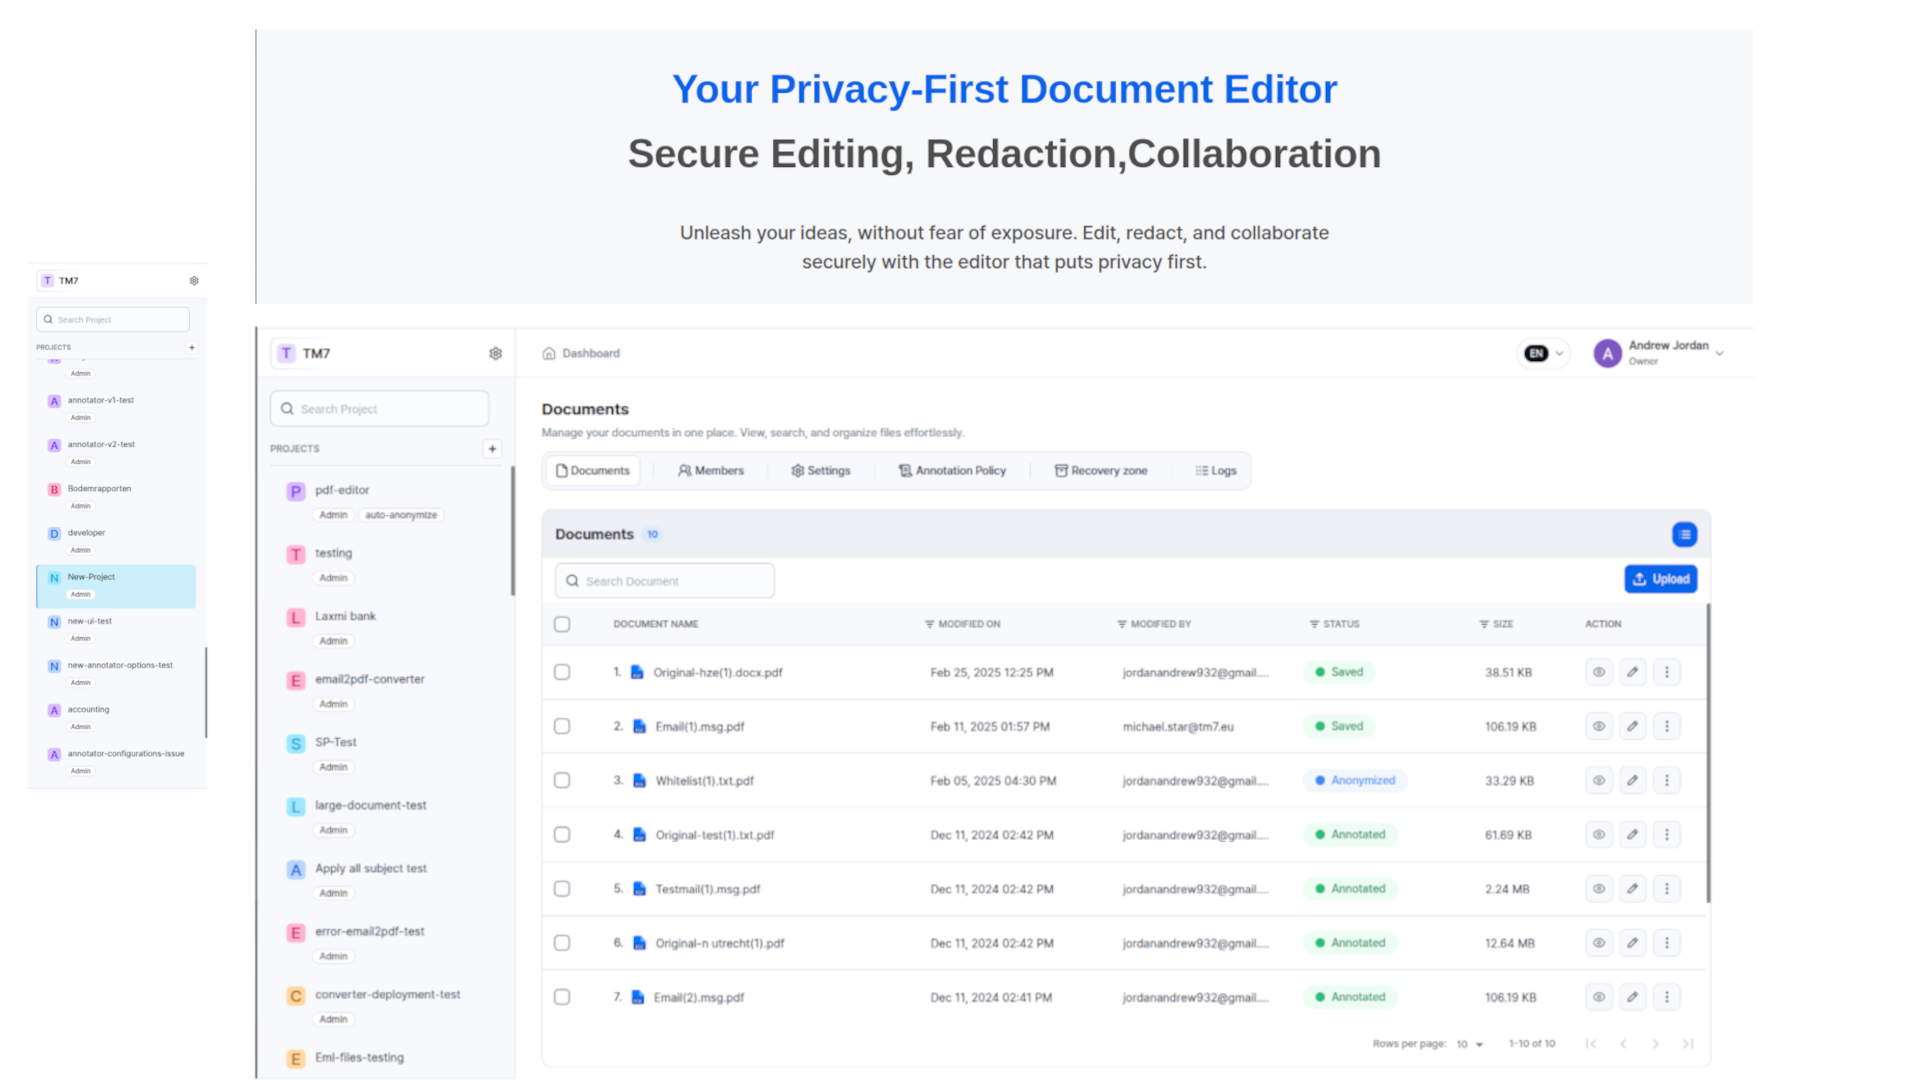 Your Privacy-First Document Editor
Secure Editing, Redaction,Collaboration
Unleash your ideas, without fear of exposure. Edit, redact, and collaborate
securely with the editor that puts privacy first.
T TM7
Search Project
PROJECTS +
Admin
A annotator-v1-test
Admin
A annotator-v2-test
Admin
B Bodemrapporten
Admin
D developer
Admin
N New-Project
Admin
N new-ui-test
Admin
N new-annotator-options-test
Admin
A accounting
Admin
A annotator-configurations-issue
Admin
T TM7
Search Project
PROJECTS +
P pdf-editor
Admin auto-anonymize
T testing
Admin
L Laxmi bank
Admin
E email2pdf-converter
Admin
S SP-Test
Admin
L large-document-test
Admin
A Apply all subject test
Admin
E error-email2pdf-test
Admin
C converter-deployment-test
Admin
E Eml-files-testing
Dashboard
EN
A Andrew Jordan
Owner
Documents
Manage your documents in one place. View, search, and organize files effortlessly.
Documents Members Settings Annotation Policy Recovery zone Logs
Documents 10
Search Document
Upload
DOCUMENT NAME MODIFIED ON MODIFIED BY STATUS SIZE ACTION
1. Original-hze(1).docx.pdf Feb 25, 2025 12:25 PM jordanandrew932@gmail.... Saved 38.51 KB
2. Email(1).msg.pdf Feb 11, 2025 01:57 PM michael.star@tm7.eu Saved 106.19 KB
3. Whitelist(1).txt.pdf Feb 05, 2025 04:30 PM jordanandrew932@gmail.... Anonymized 33.29 KB
4. Original-test(1).txt.pdf Dec 11, 2024 02:42 PM jordanandrew932@gmail.... Annotated 61.69 KB
5. Testmail(1).msg.pdf Dec 11, 2024 02:42 PM jordanandrew932@gmail.... Annotated 2.24 MB
6. Original-n utrecht(1).pdf Dec 11, 2024 02:42 PM jordanandrew932@gmail.... Annotated 12.64 MB
7. Email(2).msg.pdf Dec 11, 2024 02:41 PM jordanandrew932@gmail.... Annotated 106.19 KB
Rows per page: 10 1-10 of 10